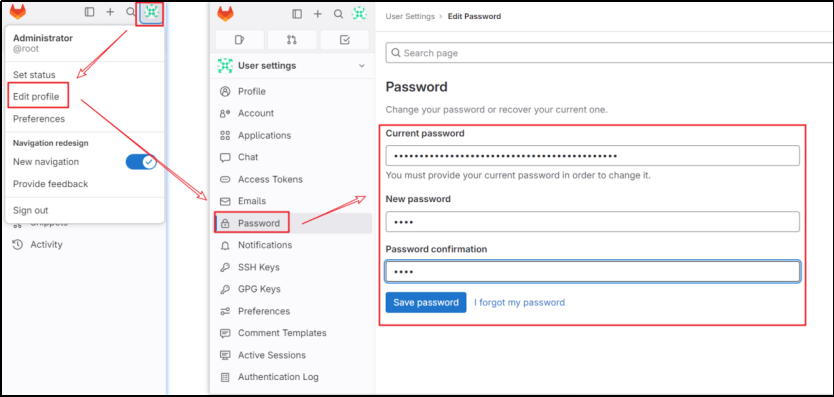 Administrator
@root
Set status
Edit profile
Preferences
Navigation redesign
New navigation
Provide feedback
Sign out
Snippets
Activity
User settings
Profile
Account
Applications
Chat
Access Tokens
Emails
Password
Notifications
SSH Keys
GPG Keys
Preferences
Comment Templates
Active Sessions
Authentication Log
User Settings › Edit Password
Search page
Password
Change your password or recover your current one.
Current password
You must provide your current password in order to change it.
New password
Password confirmation
Save password I forgot my password